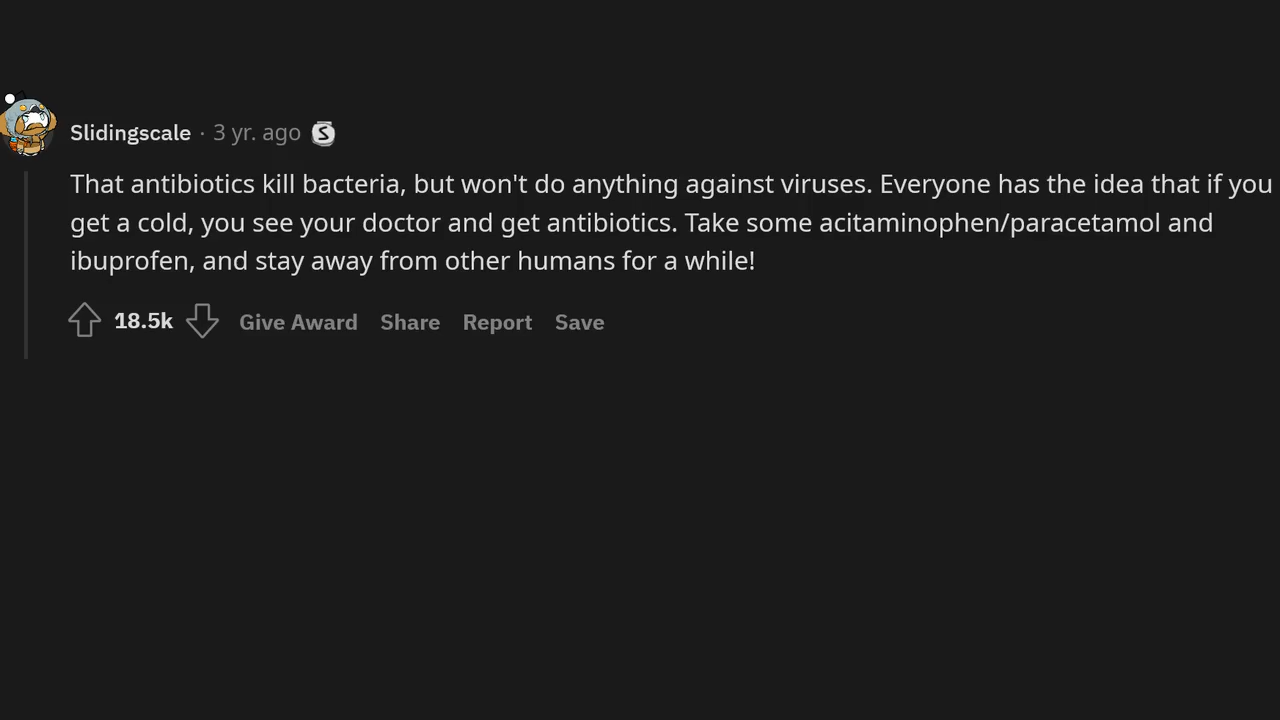 Slidingscale · 3 yr. ago S
That antibiotics kill bacteria, but won't do anything against viruses. Everyone has the idea that if you
get a cold, you see your doctor and get antibiotics. Take some acitaminophen/paracetamol and
ibuprofen, and stay away from other humans for a while!
18.5k Give Award Share Report Save